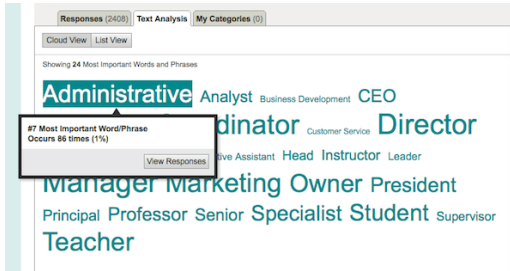 Responses (2408) Text Analysis My Categories (0)
Cloud View List View
Showing 24 Most Important Words and Phrases
Administrative Analyst Business Development CEO
#7 Most Important Word/Phrase
Occurs 86 times (1%)
View Responses
dinator Customer Service Director
tive Assistant Head Instructor Leader
Manager Marketing Owner President
Principal Professor Senior Specialist Student Supervisor
Teacher